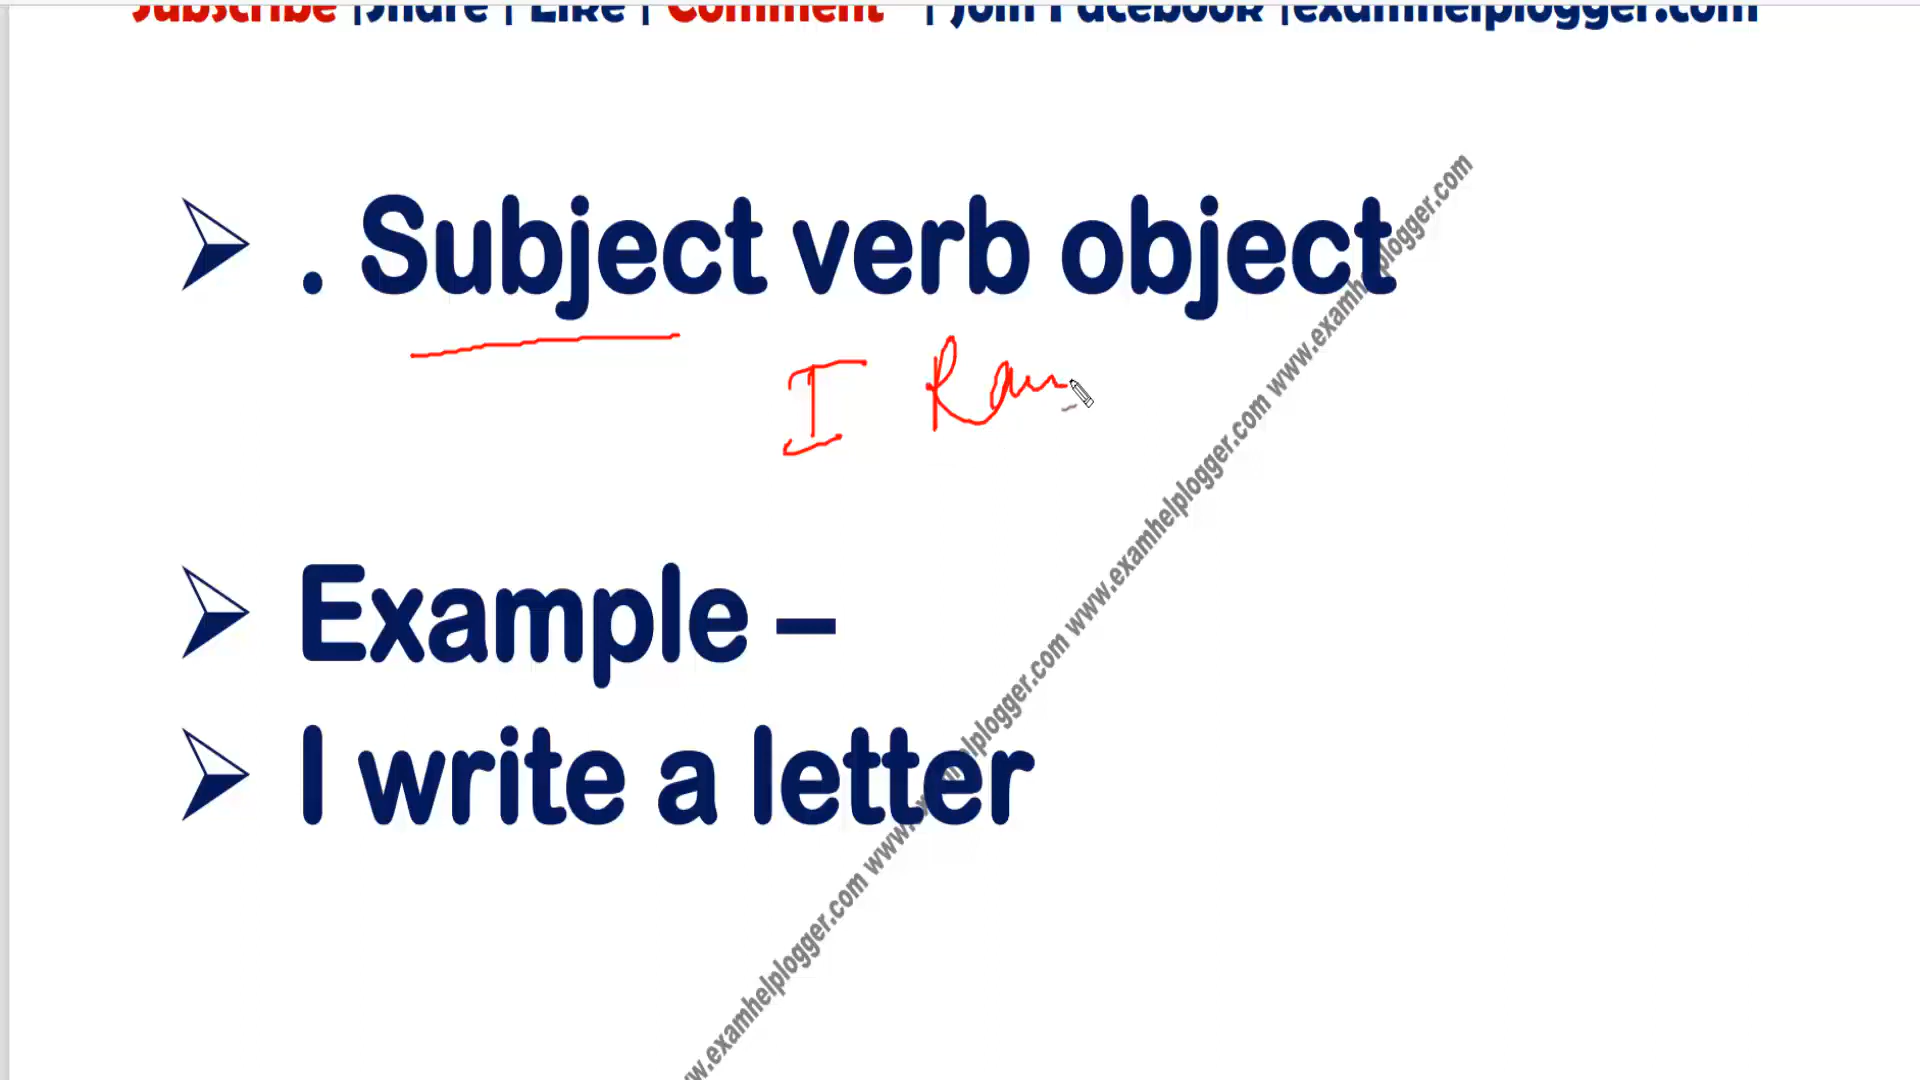 Subscribe |Share | Like | Comment | Join Facebook |examhelplogger.com
. Subject verb object
I
Example –
I write a letter
www.examhelplogger.com www.examhelplogger.com www.examhelplogger.com www.examhelplogger.com